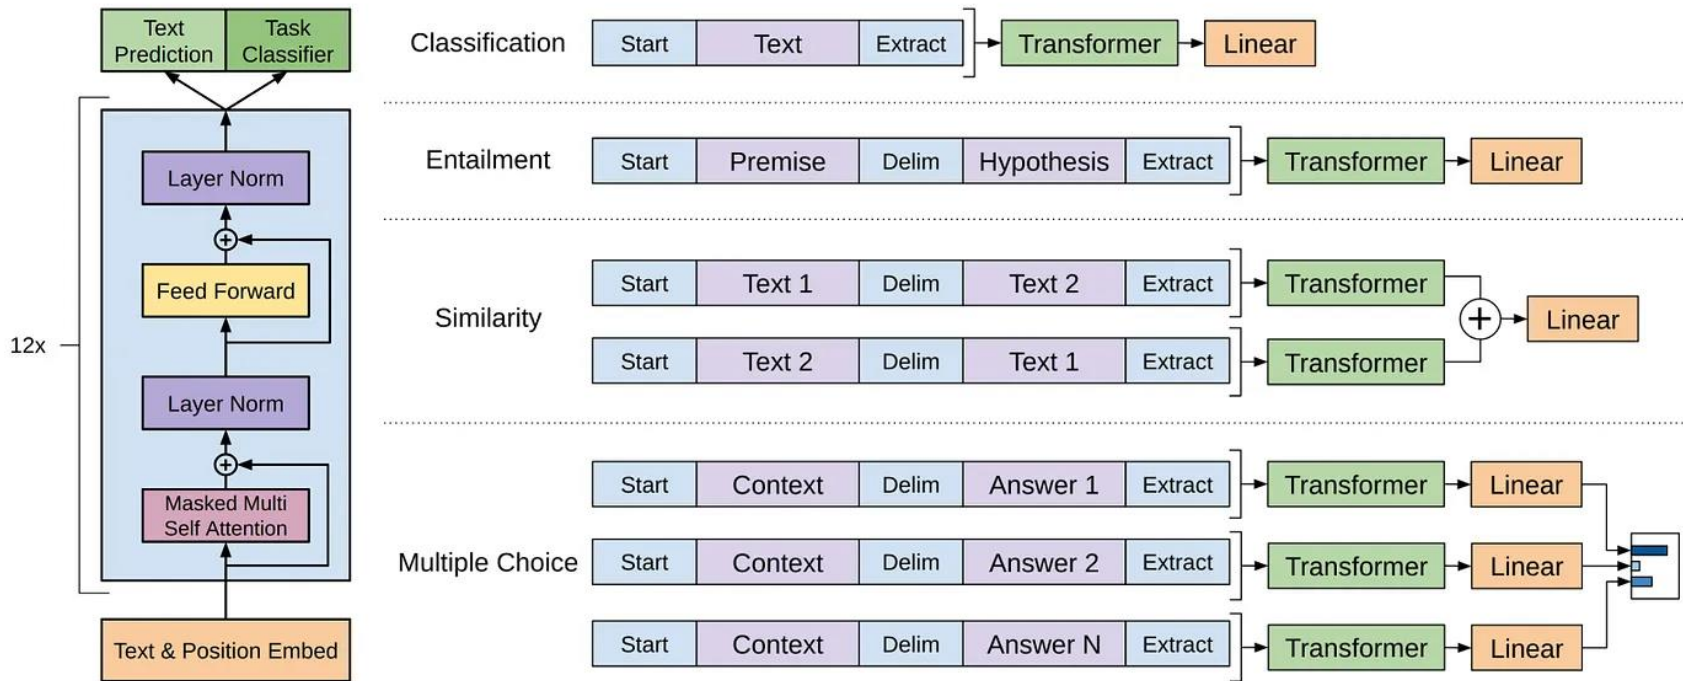 Text
Prediction
Task
Classifier
12x
Layer Norm
Feed Forward
Layer Norm
Masked Multi
Self Attention
Text & Position Embed
Classification
Start Text Extract Transformer Linear
Entailment
Start Premise Delim Hypothesis Extract Transformer Linear
Similarity
Start Text 1 Delim Text 2 Extract Transformer
Start Text 2 Delim Text 1 Extract Transformer
+ Linear
Multiple Choice
Start Context Delim Answer 1 Extract Transformer Linear
Start Context Delim Answer 2 Extract Transformer Linear
Start Context Delim Answer N Extract Transformer Linear